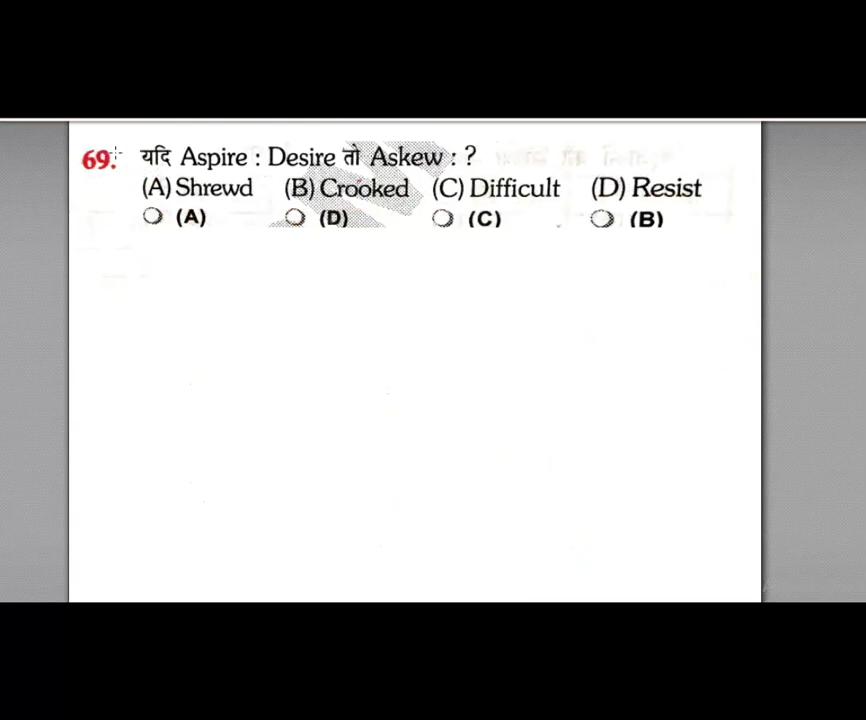 69. यदि Aspire : Desire तो Askew : ?
(A) Shrewd (B) Crooked (C) Difficult (D) Resist
(A) (D) (C) (B)